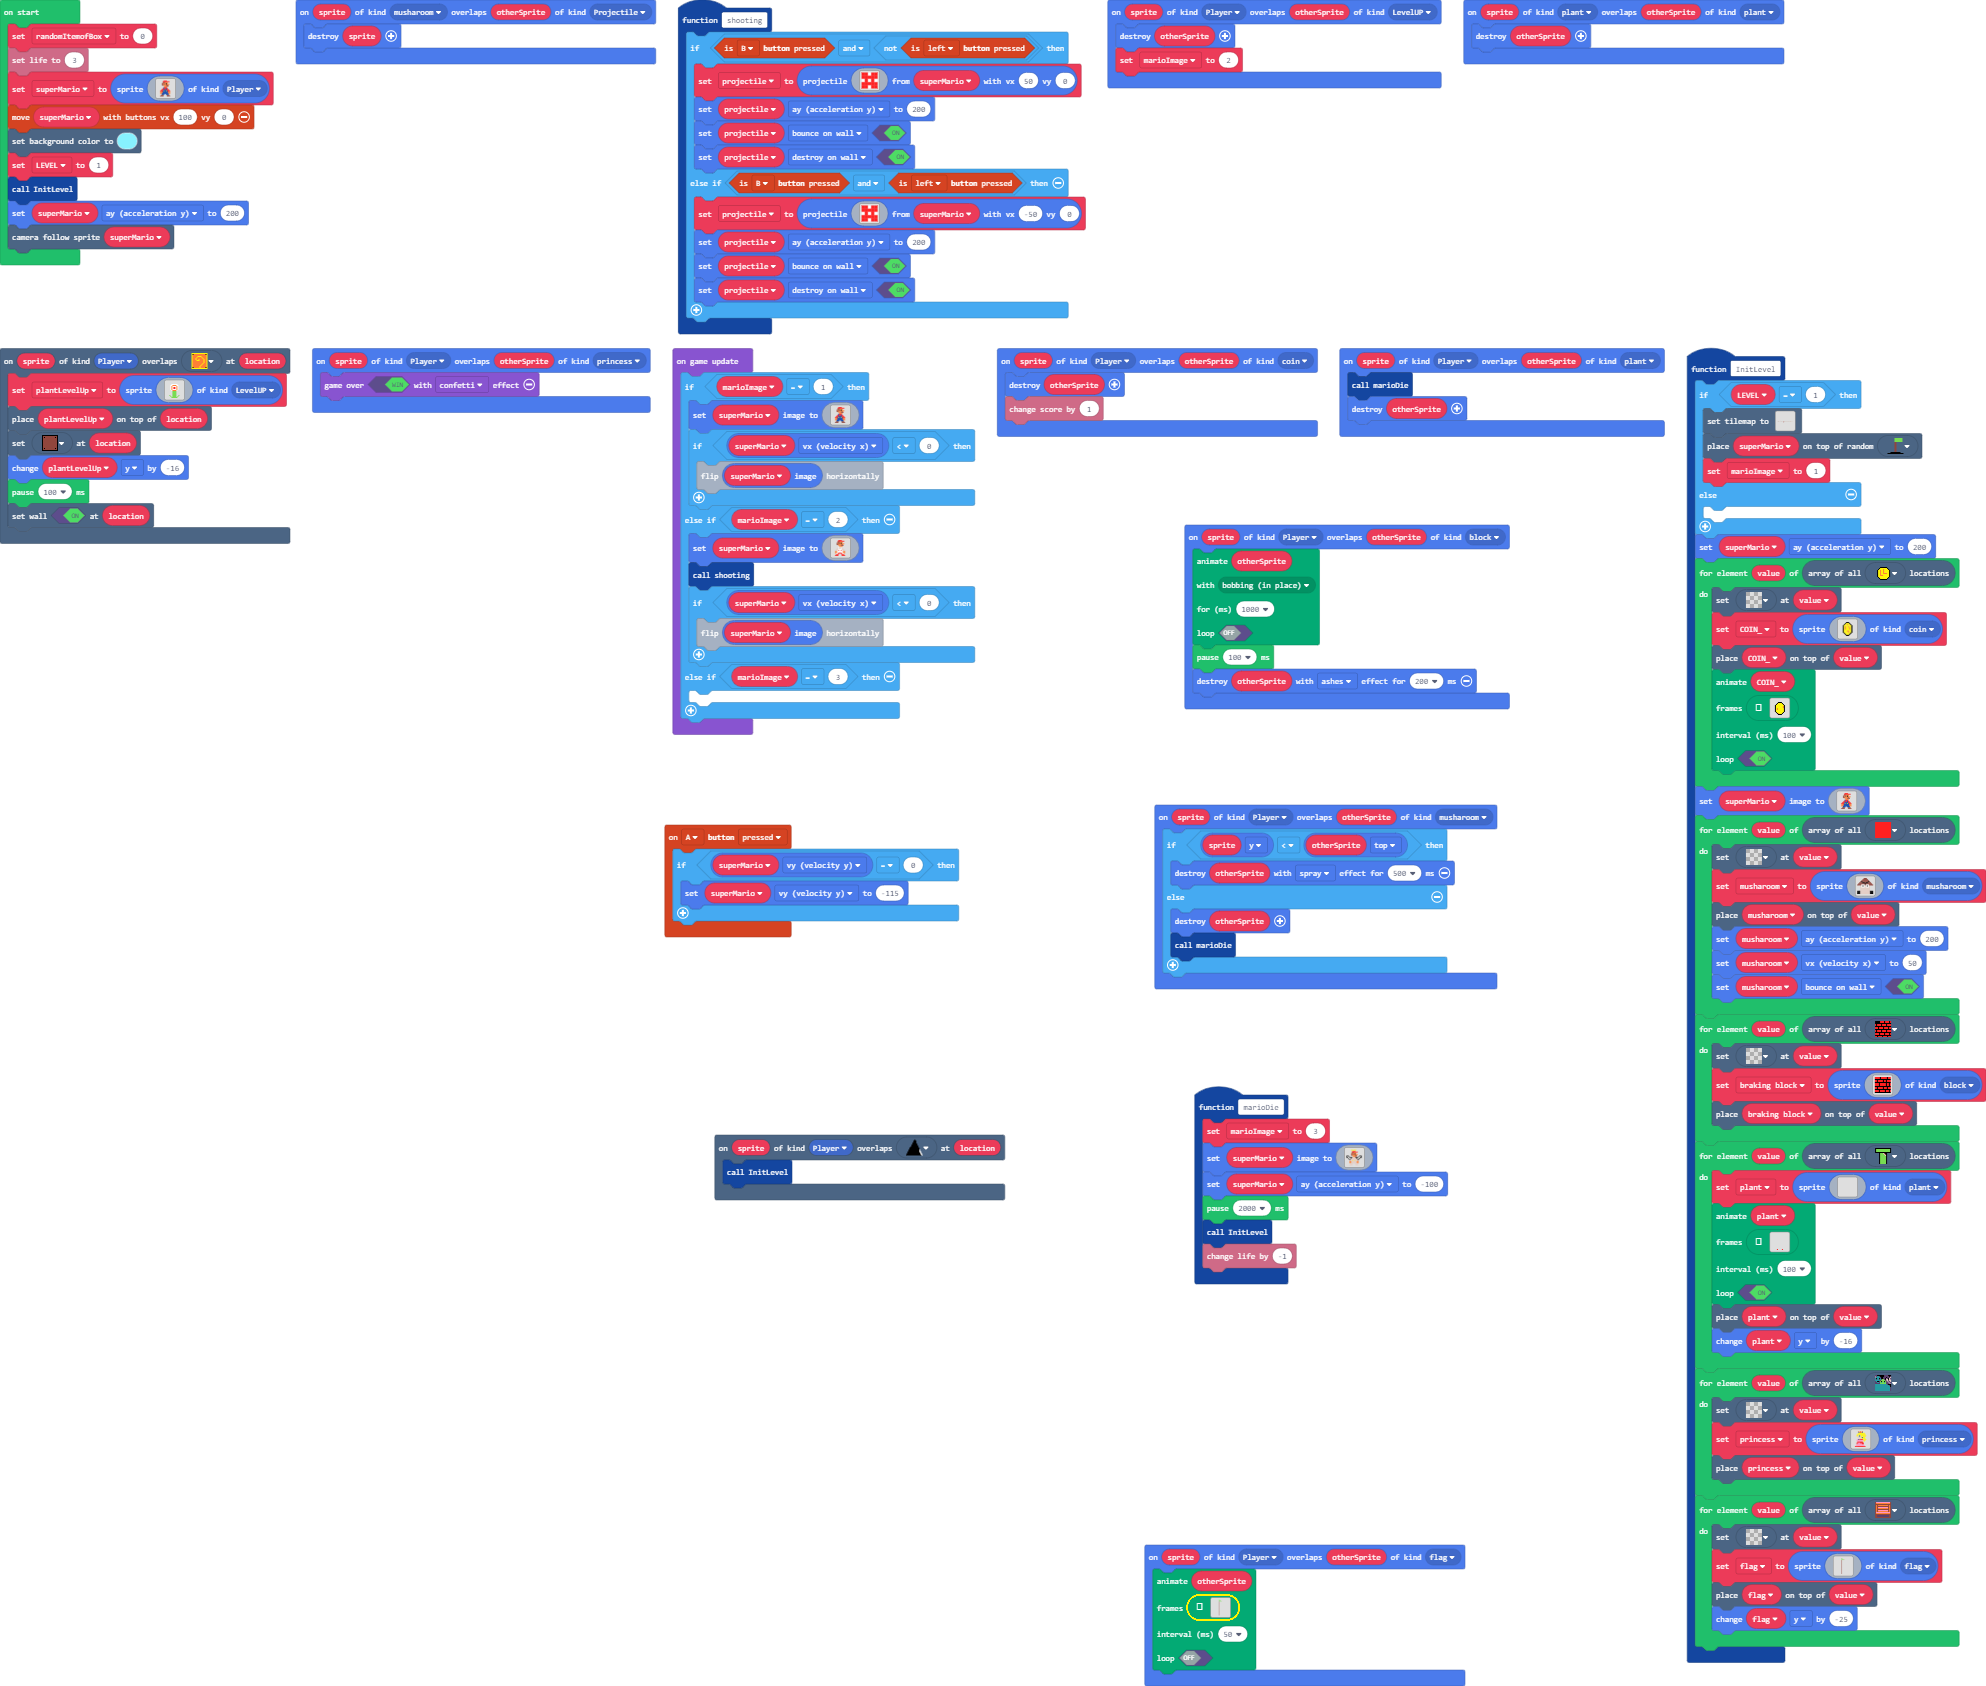 on start
set randomItemofBox to 0
set life to 3
set superMario to sprite of kind Player
move superMario with buttons vx 100 vy 0
set background color to
set LEVEL to 1
call InitLevel
set superMario ay (acceleration y) to 200
camera follow sprite superMario
on sprite of kind musharoom overlaps otherSprite of kind Projectile
destroy sprite
function shooting
if is B button pressed and not is left button pressed then
set projectile to projectile from superMario with vx 50 vy 0
set projectile ay (acceleration y) to 200
set projectile bounce on wall ON
set projectile destroy on wall ON
else if is B button pressed and is left button pressed then
set projectile to projectile from superMario with vx -50 vy 0
set projectile ay (acceleration y) to 200
set projectile bounce on wall ON
set projectile destroy on wall ON
on sprite of kind Player overlaps otherSprite of kind LevelUP
destroy otherSprite
set marioImage to 2
on sprite of kind plant overlaps otherSprite of kind plant
destroy otherSprite
on sprite of kind Player overlaps at location
set plantLevelUp to sprite of kind LevelUP
place plantLevelUp on top of location
set at location
change plantLevelUp y by -16
pause 100 ms
set wall ON at location
on sprite of kind Player overlaps otherSprite of kind princess
game over WIN with confetti effect
on game update
if marioImage = 1 then
set superMario image to
if superMario vx (velocity x) < 0 then
flip superMario image horizontally
else if marioImage = 2 then
set superMario image to
call shooting
if superMario vx (velocity x) < 0 then
flip superMario image horizontally
else if marioImage = 3 then
on sprite of kind Player overlaps otherSprite of kind coin
destroy otherSprite
change score by 1
on sprite of kind Player overlaps otherSprite of kind plant
call marioDie
destroy otherSprite
on sprite of kind Player overlaps otherSprite of kind block
animate otherSprite
with bobbing (in place)
for (ms) 1000
loop OFF
pause 100 ms
destroy otherSprite with ashes effect for 200 ms
on A button pressed
if superMario vy (velocity y) = 0 then
set superMario vy (velocity y) to -115
on sprite of kind Player overlaps otherSprite of kind musharoom
if sprite y < otherSprite top then
destroy otherSprite with spray effect for 500 ms
else
destroy otherSprite
call marioDie
on sprite of kind Player overlaps at location
call InitLevel
function marioDie
set marioImage to 3
set superMario image to
set superMario ay (acceleration y) to -100
pause 2000 ms
call InitLevel
change life by -1
on sprite of kind Player overlaps otherSprite of kind flag
animate otherSprite
frames
interval (ms) 50
loop OFF
function InitLevel
if LEVEL = 1 then
set tilemap to
place superMario on top of random
set marioImage to 1
else
set superMario ay (acceleration y) to 200
for element value of array of all locations
do set at value
set COIN_ to sprite of kind coin
place COIN_ on top of value
animate COIN_
frames
interval (ms) 100
loop ON
set superMario image to
for element value of array of all locations
do set at value
set musharoom to sprite of kind musharoom
place musharoom on top of value
set musharoom ay (acceleration y) to 200
set musharoom vx (velocity x) to 50
set musharoom bounce on wall ON
for element value of array of all locations
do set at value
set braking block to sprite of kind block
place braking block on top of value
for element value of array of all locations
do set plant to sprite of kind plant
animate plant
frames
interval (ms) 100
loop ON
place plant on top of value
change plant y by -16
for element value of array of all locations
do set at value
set princess to sprite of kind princess
place princess on top of value
for element value of array of all locations
do set at value
set flag to sprite of kind flag
place flag on top of value
change flag y by -25